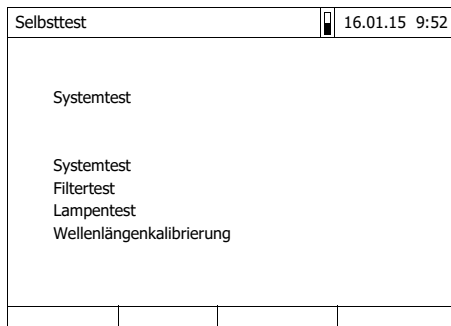 Selbsttest 16.01.15 9:52
Systemtest
Systemtest
Filtertest
Lampentest
Wellenlängenkalibrierung